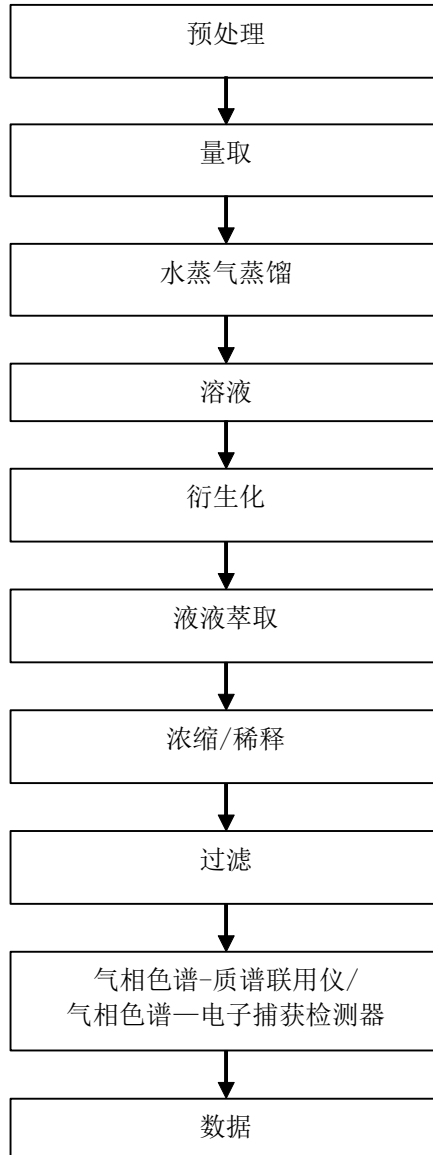 预处理
量取
水蒸气蒸馏
溶液
衍生化
液液萃取
浓缩/稀释
过滤
气相色谱-质谱联用仪/
气相色谱—电子捕获检测器
数据